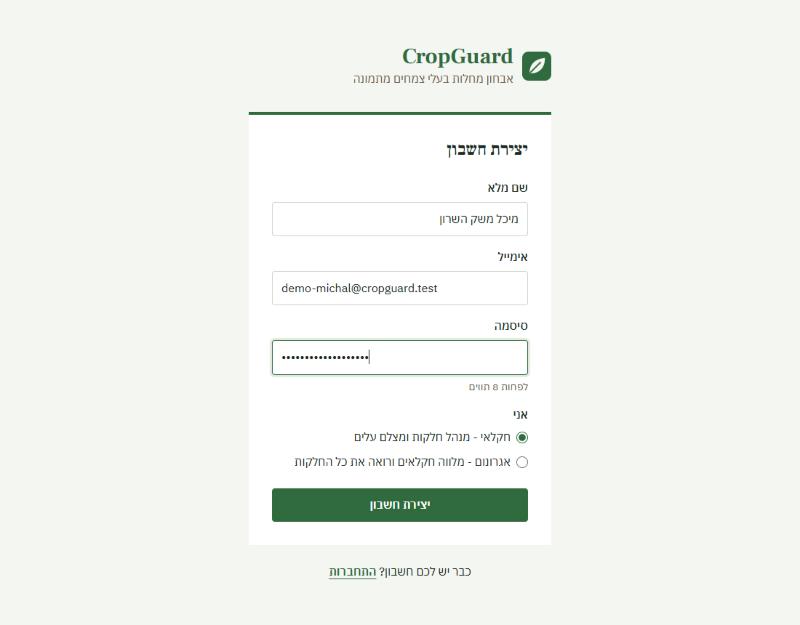 CropGuard
אבחון מחלות בעלי צמחים מתמונה
יצירת חשבון
שם מלא
מיכל משק השרון
אימייל
demo-michal@cropguard.test
סיסמה
•••••••••••••••••••
לפחות 8 תווים
אני
חקלאי - מנהל חלקות ומצלם עלים
אגרונום - מלווה חקלאים ורואה את כל החלקות
יצירת חשבון
כבר יש לכם חשבון? התחברות